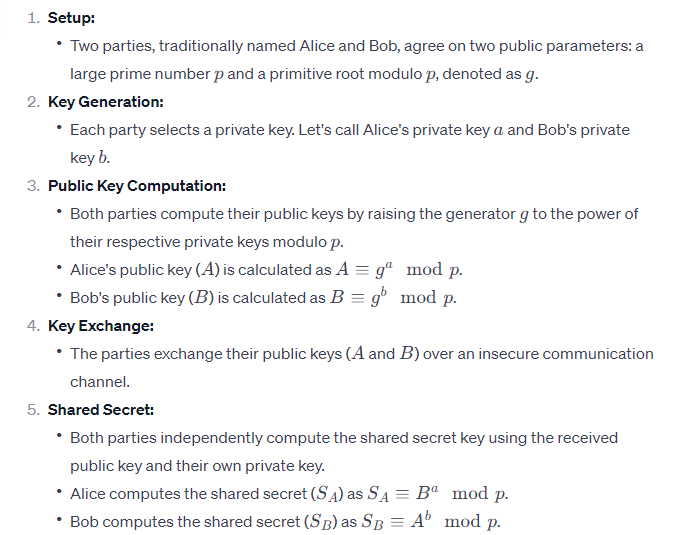 1. Setup:
• Two parties, traditionally named Alice and Bob, agree on two public parameters: a
large prime number p and a primitive root modulo p, denoted as g.
2. Key Generation:
• Each party selects a private key. Let's call Alice's private key a and Bob's private
key b.
3. Public Key Computation:
• Both parties compute their public keys by raising the generator g to the power of
their respective private keys modulo p.
• Alice's public key (A) is calculated as A ≡ gᵃ mod p.
• Bob's public key (B) is calculated as B ≡ gᵇ mod p.
4. Key Exchange:
• The parties exchange their public keys (A and B) over an insecure communication
channel.
5. Shared Secret:
• Both parties independently compute the shared secret key using the received
public key and their own private key.
• Alice computes the shared secret (S_A) as S_A ≡ Bᵃ mod p.
• Bob computes the shared secret (S_B) as S_B ≡ Aᵇ mod p.